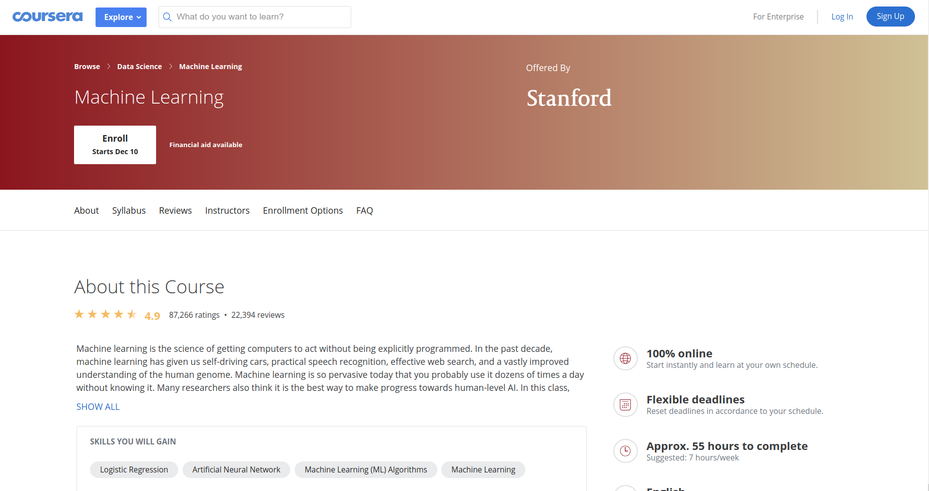 coursera
Explore
What do you want to learn?
For Enterprise
Log In
Sign Up
Browse
Data Science
Machine Learning
Offered By
Machine Learning
Stanford
Enroll
Starts Dec 10
Financial aid available
About
Syllabus
Reviews
Instructors
Enrollment Options
FAQ
About this Course
4.9
87,266 ratings • 22,394 reviews
Machine learning is the science of getting computers to act without being explicitly programmed. In the past decade,
machine learning has given us self-driving cars, practical speech recognition, effective web search, and a vastly improved
understanding of the human genome. Machine learning is so pervasive today that you probably use it dozens of times a day
without knowing it. Many researchers also think it is the best way to make progress towards human-level AI. In this class,
SHOW ALL
SKILLS YOU WILL GAIN
Logistic Regression
Artificial Neural Network
Machine Learning (ML) Algorithms
Machine Learning
100% online
Start instantly and learn at your own schedule.
Flexible deadlines
Reset deadlines in accordance to your schedule.
Approx. 55 hours to complete
Suggested: 7 hours/week
English